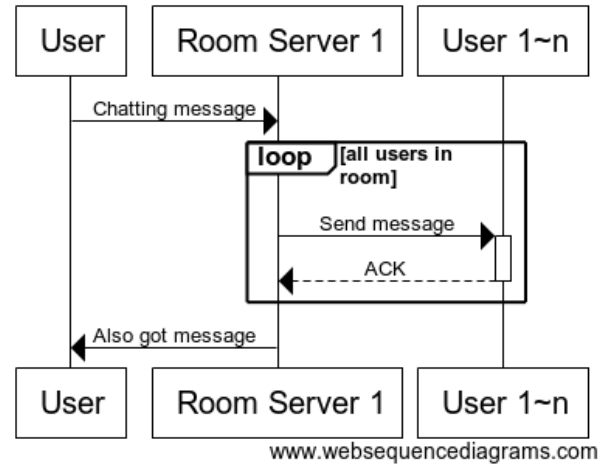 User
Room Server 1
User 1~n
Chatting message
loop
[all users in
room]
Send message
ACK
Also got message
User
Room Server 1
User 1~n
www.websequencediagrams.com